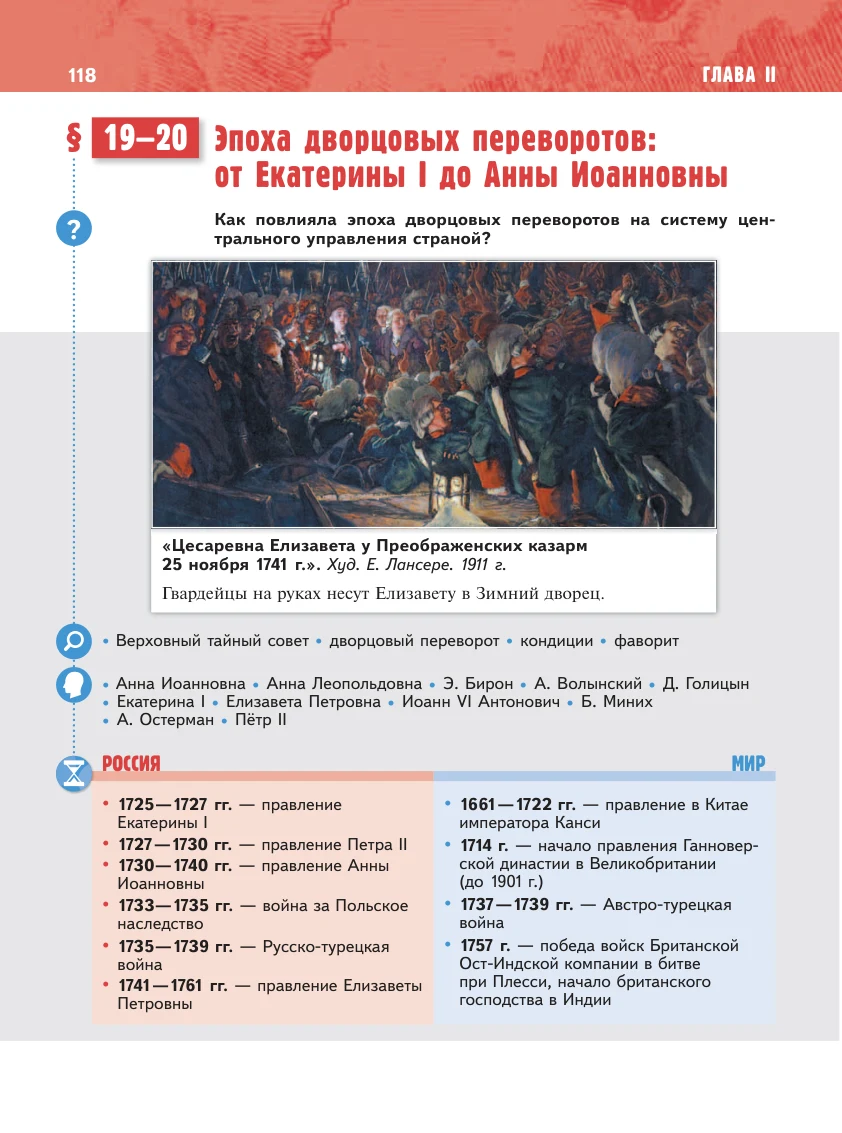 118
ГЛАВА II
§ 19–20 Эпоха дворцовых переворотов:
от Екатерины I до Анны Иоанновны
?
Как повлияла эпоха дворцовых переворотов на систему цен-
трального управления страной?
«Цесаревна Елизавета у Преображенских казарм
25 ноября 1741 г.». Худ. Е. Лансере. 1911 г.
Гвардейцы на руках несут Елизавету в Зимний дворец.
• Верховный тайный совет • дворцовый переворот • кондиции • фаворит
• Анна Иоанновна • Анна Леопольдовна • Э. Бирон • А. Волынский • Д. Голицын
• Екатерина I • Елизавета Петровна • Иоанн VI Антонович • Б. Миних
• А. Остерман • Пётр II
РОССИЯ
• 1725—1727 гг. — правление
Екатерины I
• 1727—1730 гг. — правление Петра II
• 1730—1740 гг. — правление Анны
Иоанновны
• 1733—1735 гг. — война за Польское
наследство
• 1735—1739 гг. — Русско-турецкая
война
• 1741—1761 гг. — правление Елизаветы
Петровны
МИР
• 1661—1722 гг. — правление в Китае
императора Канси
• 1714 г. — начало правления Ганновер-
ской династии в Великобритании
(до 1901 г.)
• 1737—1739 гг. — Австро-турецкая
война
• 1757 г. — победа войск Британской
Ост-Индской компании в битве
при Плесси, начало британского
господства в Индии